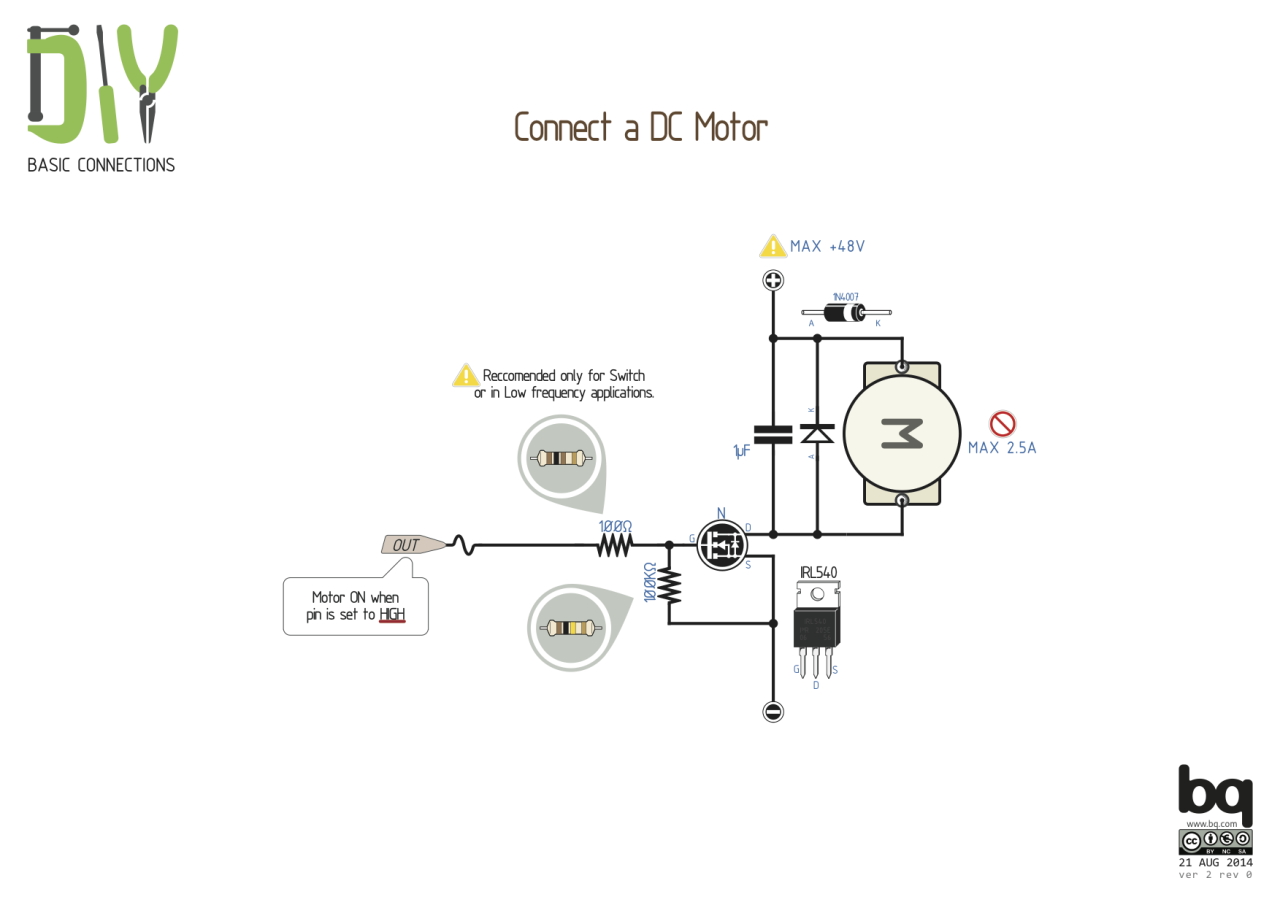 DIY
BASIC CONNECTIONS
Connect a DC Motor
MAX +48V
1N4007
A
K
Reccomended only for Switch
or in Low frequency applications.
K
M
MAX 2.5A
1µF
A
N
100Ω
D
G
OUT
S
100KΩ
IRL540
Motor ON when
pin is set to HIGH
G
S
D
bq
www.bq.com
cc
BY NC SA
21 AUG 2014
ver 2 rev 0